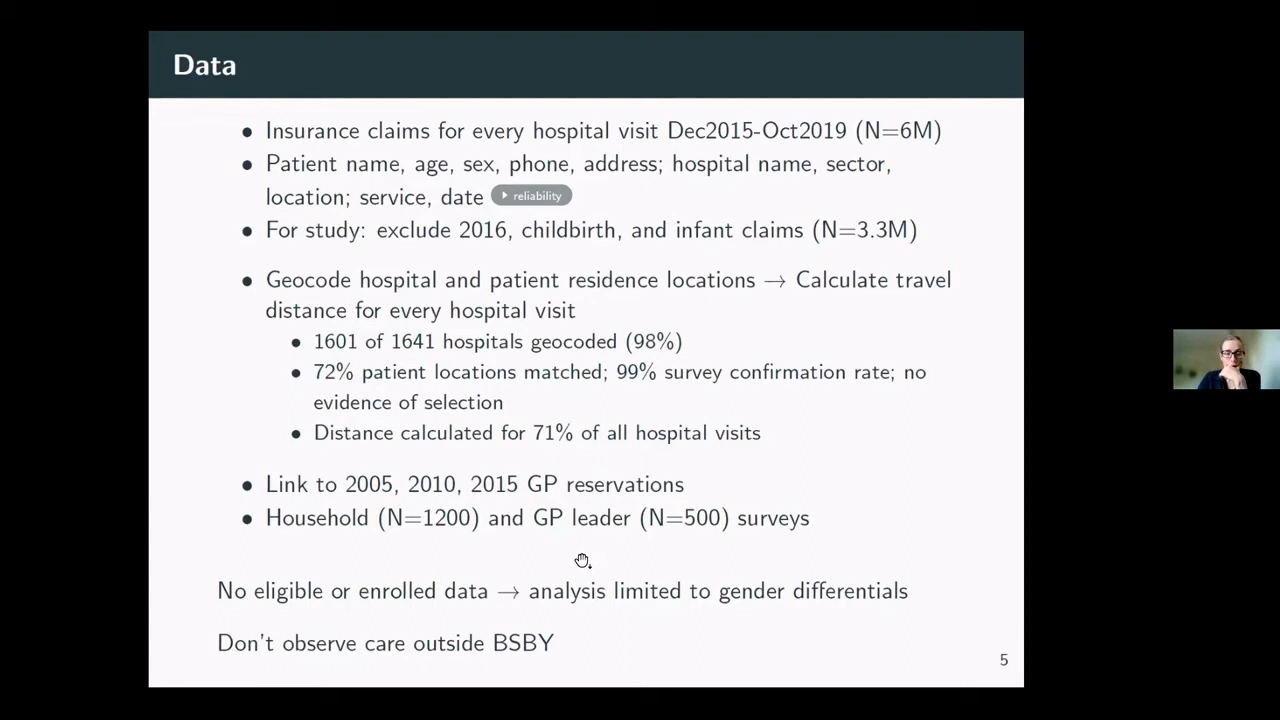 Data
• Insurance claims for every hospital visit Dec2015-Oct2019 (N=6M)
• Patient name, age, sex, phone, address; hospital name, sector,
location; service, date reliability
• For study: exclude 2016, childbirth, and infant claims (N=3.3M)
• Geocode hospital and patient residence locations → Calculate travel
distance for every hospital visit
• 1601 of 1641 hospitals geocoded (98%)
• 72% patient locations matched; 99% survey confirmation rate; no
evidence of selection
• Distance calculated for 71% of all hospital visits
• Link to 2005, 2010, 2015 GP reservations
• Household (N=1200) and GP leader (N=500) surveys
No eligible or enrolled data → analysis limited to gender differentials
Don't observe care outside BSBY
5